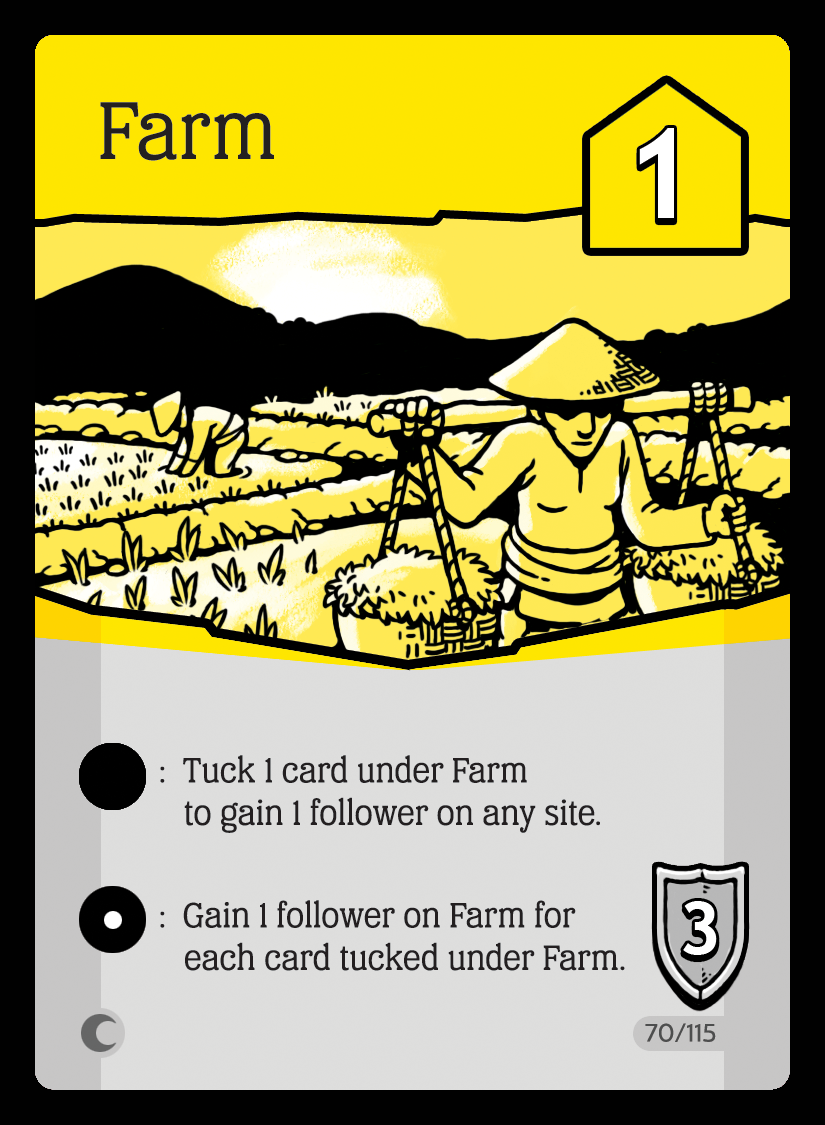 Farm
1
: Tuck 1 card under Farm
to gain 1 follower on any site.
: Gain 1 follower on Farm for
each card tucked under Farm.
3
70/115